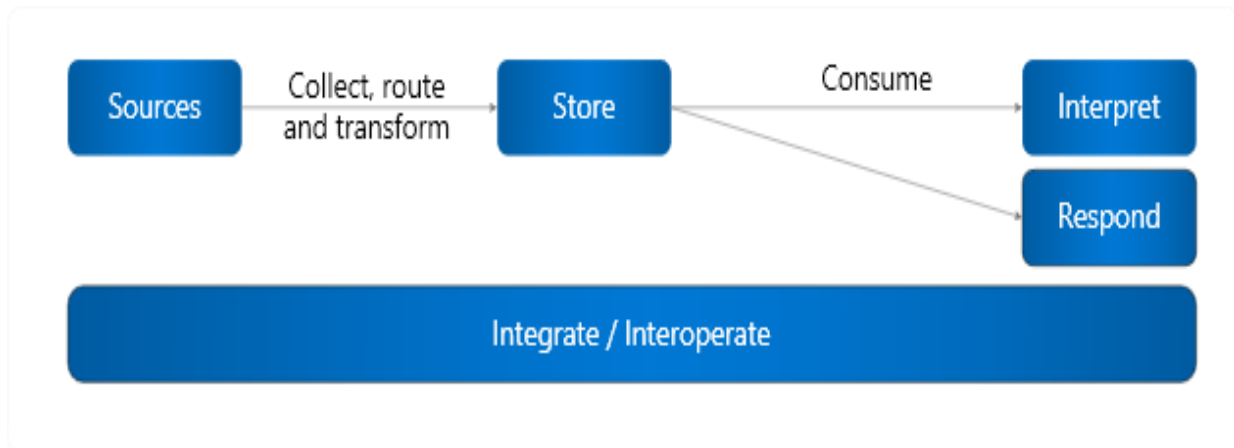 Sources
Collect, route
and transform
Store
Consume
Interpret
Respond
Integrate / Interoperate